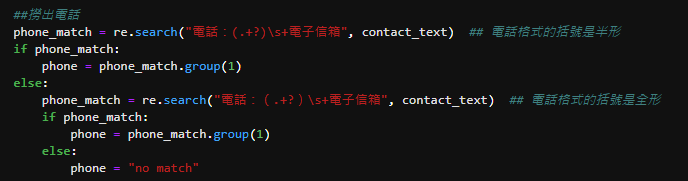 ##撈出電話
phone_match = re.search("電話：(.+?)\s+電子信箱", contact_text)  ## 電話格式的括號是半形
if phone_match:
    phone = phone_match.group(1)
else:
    phone_match = re.search("電話：（.+?）\s+電子信箱", contact_text)  ## 電話格式的括號是全形
    if phone_match:
        phone = phone_match.group(1)
    else:
        phone = "no match"